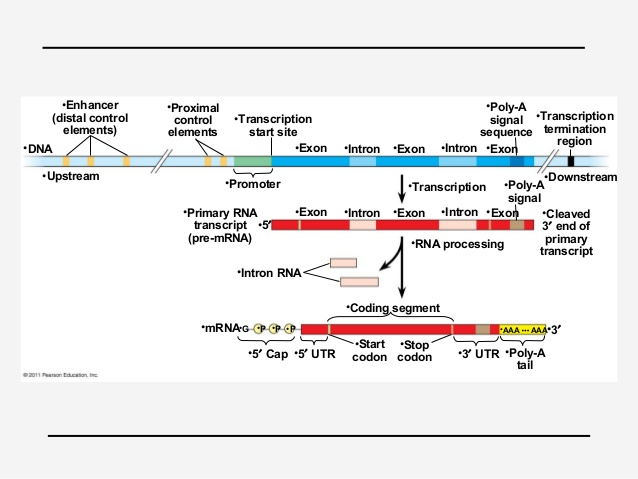 •Enhancer
(distal control
elements)
•Proximal
control
elements
•Transcription
start site
•Poly-A
signal
sequence
•Transcription
termination
region
•DNA
•Exon
•Intron
•Exon
•Intron
•Exon
•Upstream
•Promoter
•Downstream
•Transcription
•Poly-A
signal
•Primary RNA
transcript
(pre-mRNA)
•5′
•Exon
•Intron
•Exon
•Intron
•Exon
•Cleaved
3′ end of
primary
transcript
•RNA processing
•Intron RNA
•Coding segment
•mRNA
•G
•P
•P
•P
•AAA ··· AAA
•3′
•5′ Cap
•5′ UTR
•Start
codon
•Stop
codon
•3′ UTR
•Poly-A
tail
© 2011 Pearson Education, Inc.